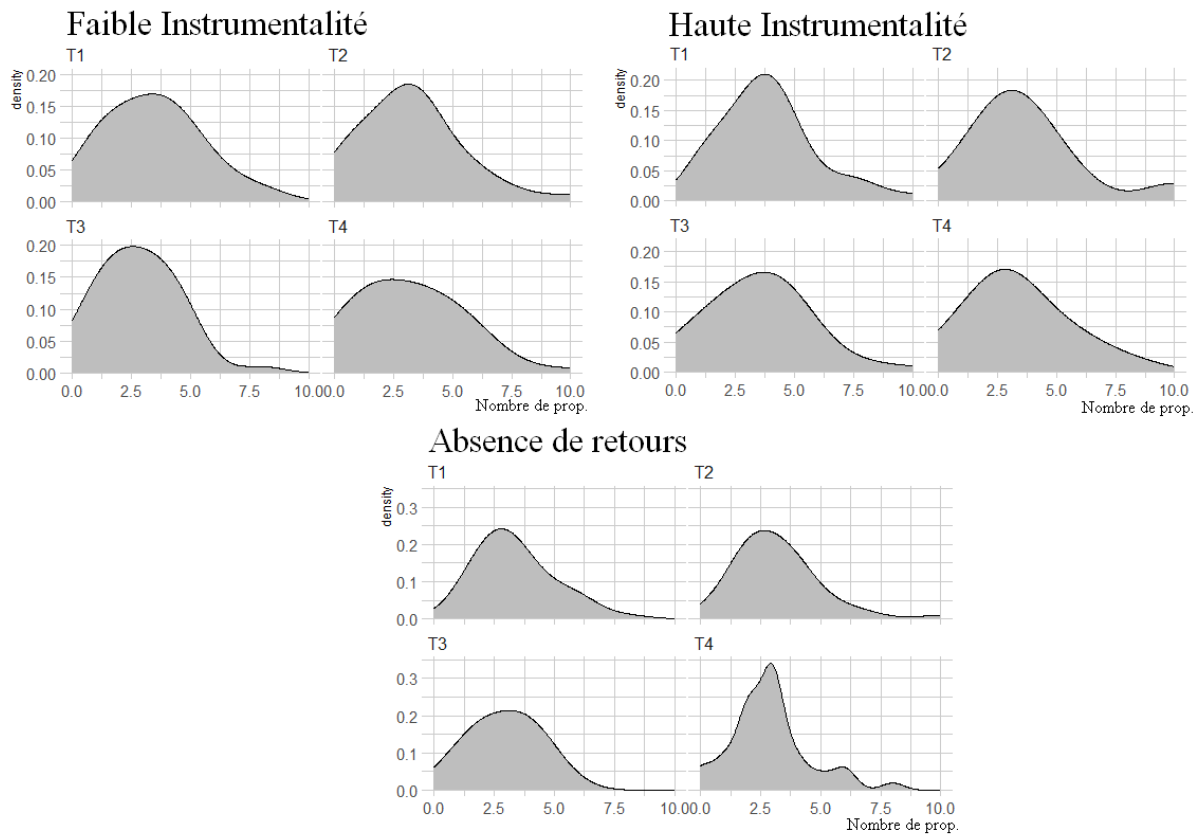 Faible Instrumentalité
T1
T2
density
0.20
0.15
0.10
0.05
0.00
T3
T4
0.20
0.15
0.10
0.05
0.00
0.0 2.5 5.0 7.5 10.0 0.0 2.5 5.0 7.5 10.0
Nombre de prop.
Haute Instrumentalité
T1
T2
density
0.20
0.15
0.10
0.05
0.00
T3
T4
0.20
0.15
0.10
0.05
0.00
0.0 2.5 5.0 7.5 10.0 0.0 2.5 5.0 7.5 10.0
Nombre de prop.
Absence de retours
T1
T2
density
0.3
0.2
0.1
0.0
T3
T4
0.3
0.2
0.1
0.0
0.0 2.5 5.0 7.5 10.0 0.0 2.5 5.0 7.5 10.0
Nombre de prop.